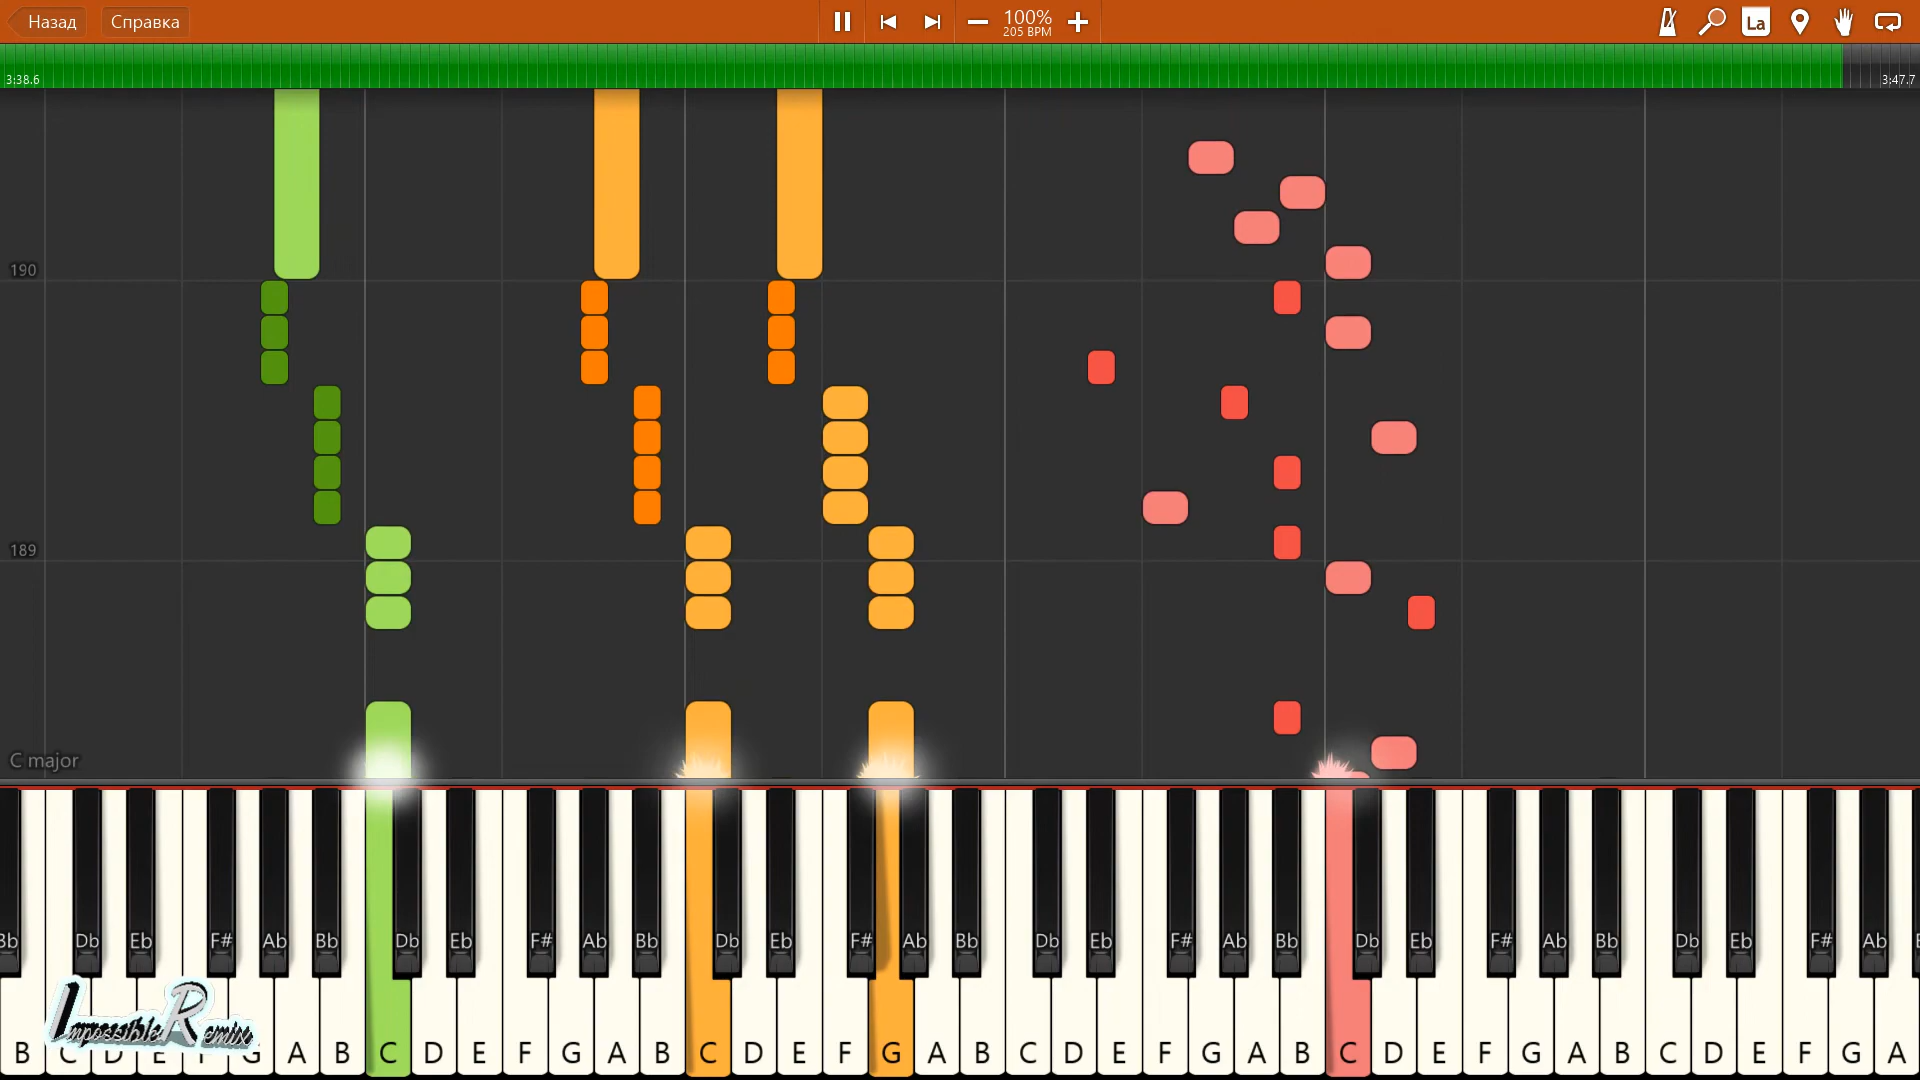 Назад Справка 100% La
205 BPM
3:38.6 3:47.7
190
189
C major
Bb Db Eb F# Ab Bb Db Eb F# Ab Bb Db Eb F# Ab Bb Db Eb F# Ab Bb Db Eb F# Ab Bb Db Eb F# Ab
Impossible Remix
B C D E F G A B C D E F G A B C D E F G A B C D E F G A B C D E F G A B C D E F G A